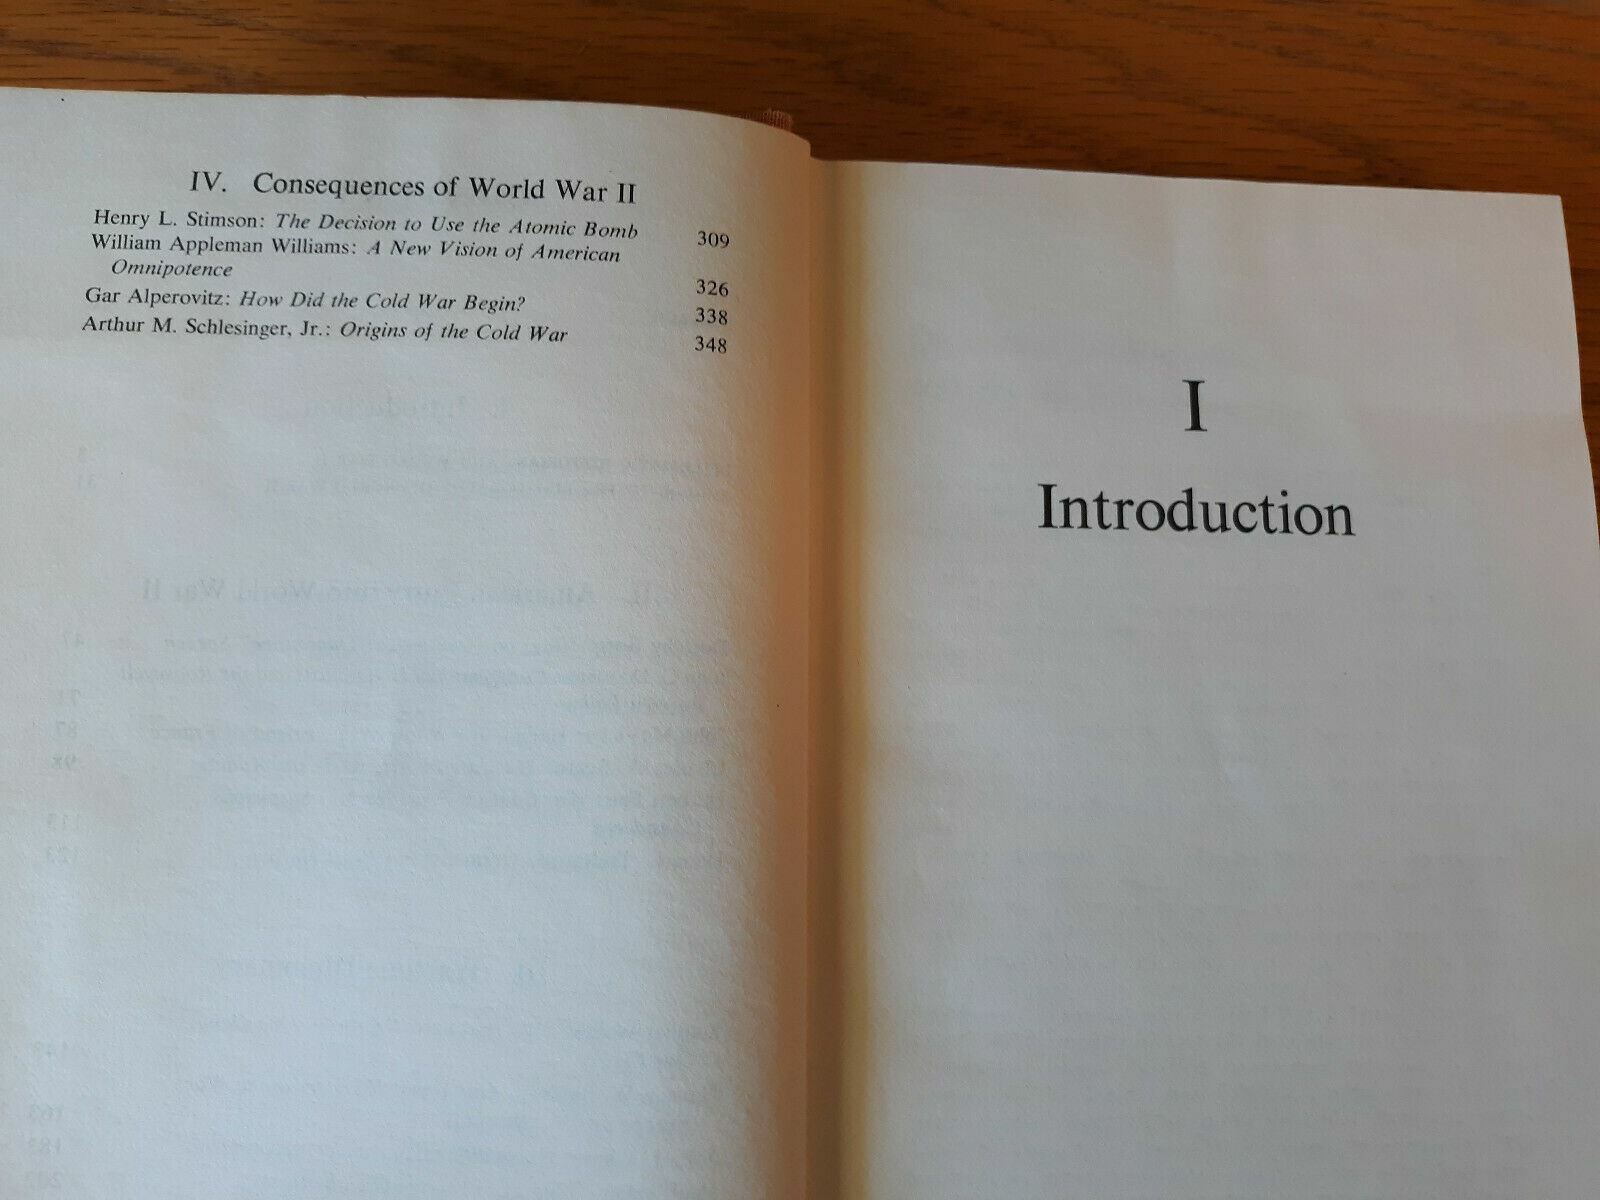 IV. Consequences of World War II
Henry L. Stimson: The Decision to Use the Atomic Bomb 309
William Appleman Williams: A New Vision of American
Omnipotence 326
Gar Alperovitz: How Did the Cold War Begin? 338
Arthur M. Schlesinger, Jr.: Origins of the Cold War 348
I
Introduction